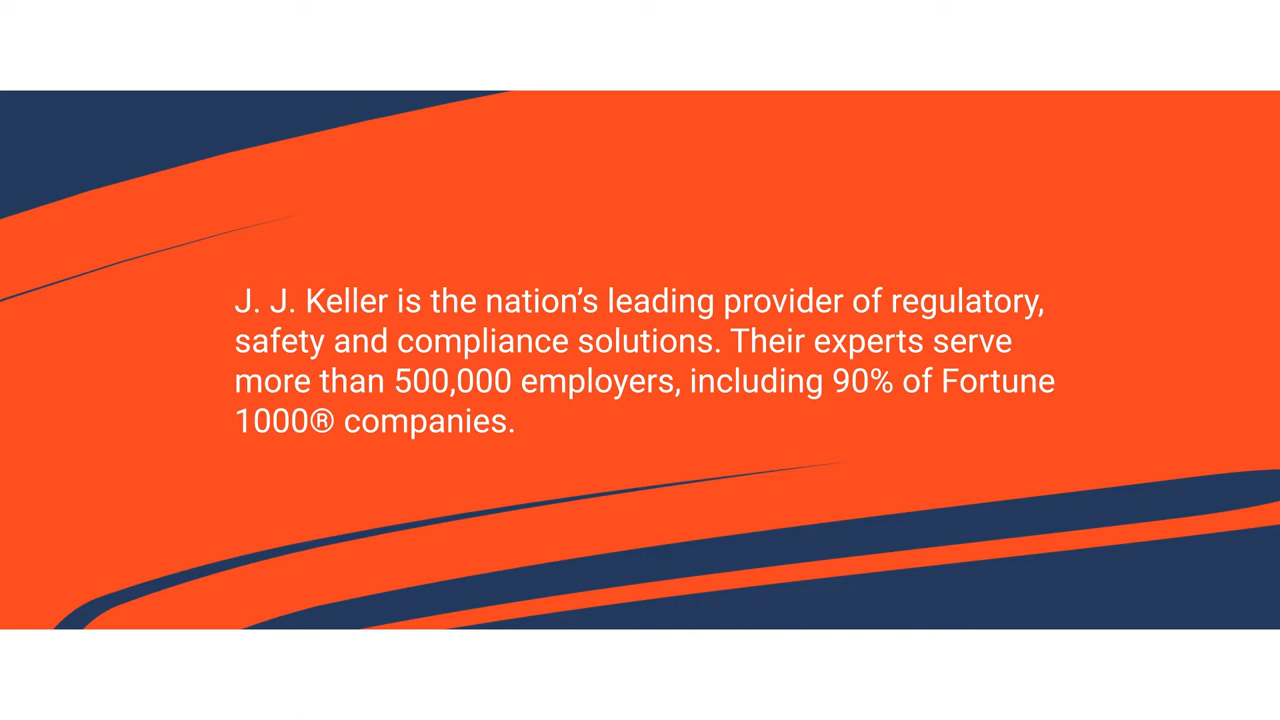 J. J. Keller is the nation’s leading provider of regulatory,
safety and compliance solutions. Their experts serve
more than 500,000 employers, including 90% of Fortune
1000® companies.